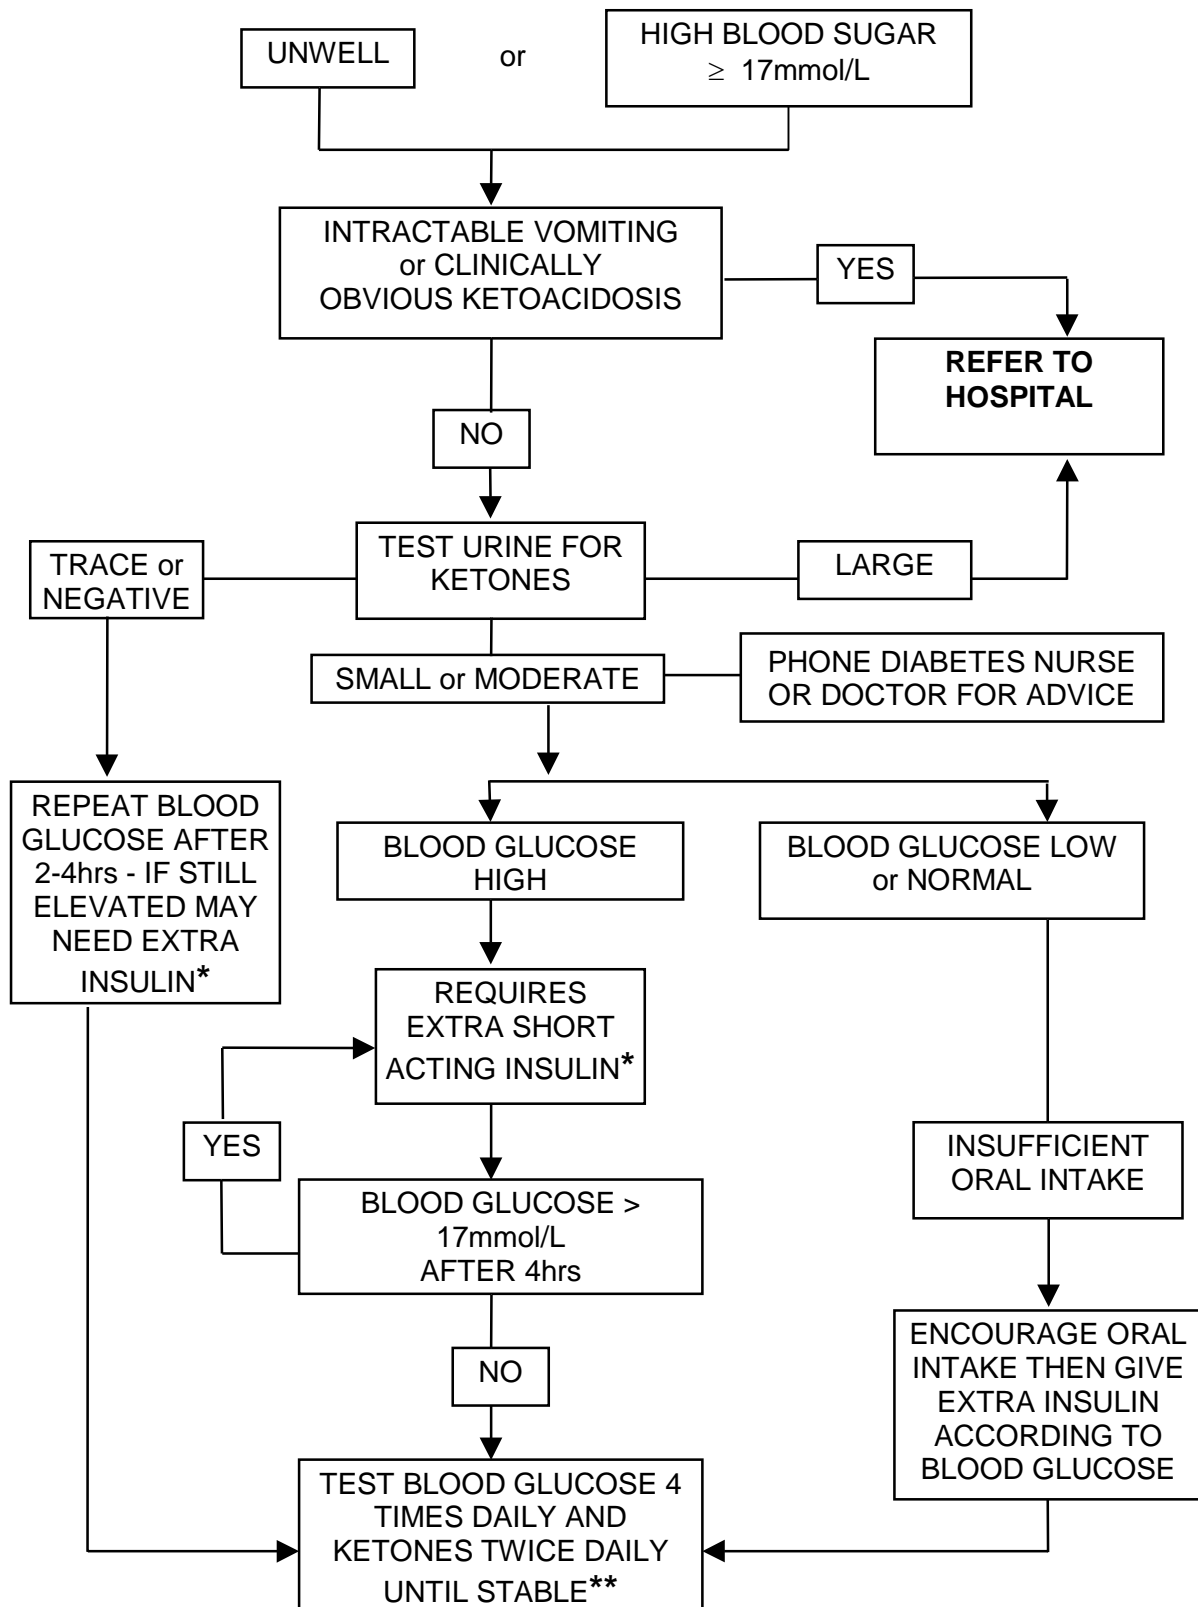 UNWELL
or
HIGH BLOOD SUGAR
≥ 17mmol/L
INTRACTABLE VOMITING
or CLINICALLY
OBVIOUS KETOACIDOSIS
YES
REFER TO
HOSPITAL
NO
TEST URINE FOR
KETONES
TRACE or
NEGATIVE
LARGE
SMALL or MODERATE
PHONE DIABETES NURSE
OR DOCTOR FOR ADVICE
REPEAT BLOOD
GLUCOSE AFTER
2-4hrs - IF STILL
ELEVATED MAY
NEED EXTRA
INSULIN*
BLOOD GLUCOSE
HIGH
BLOOD GLUCOSE LOW
or NORMAL
REQUIRES
EXTRA SHORT
ACTING INSULIN*
YES
BLOOD GLUCOSE >
17mmol/L
AFTER 4hrs
INSUFFICIENT
ORAL INTAKE
NO
ENCOURAGE ORAL
INTAKE THEN GIVE
EXTRA INSULIN
ACCORDING TO
BLOOD GLUCOSE
TEST BLOOD GLUCOSE 4
TIMES DAILY AND
KETONES TWICE DAILY
UNTIL STABLE**